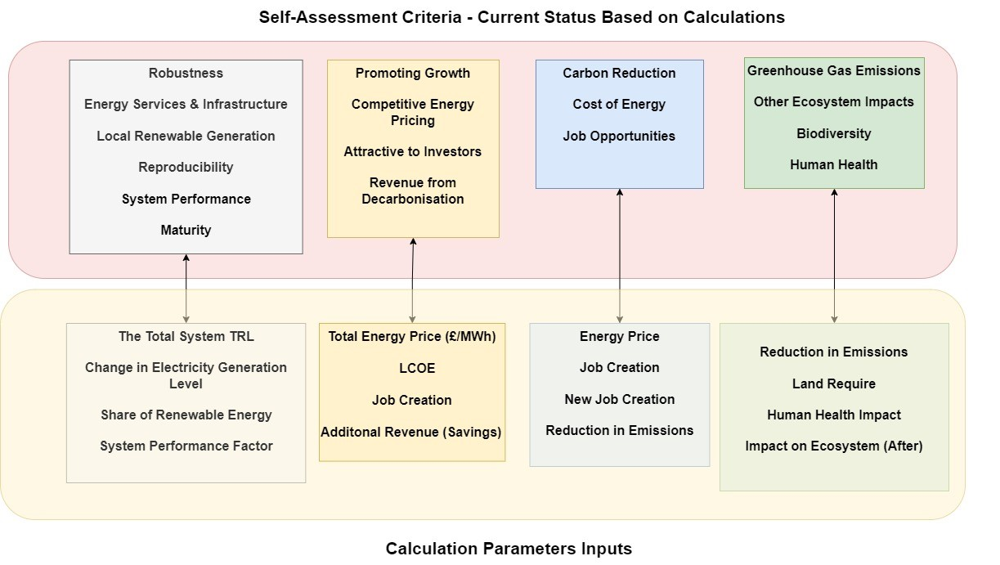 Self-Assessment Criteria - Current Status Based on Calculations
Robustness
Energy Services & Infrastructure
Local Renewable Generation
Reproducibility
System Performance
Maturity
Promoting Growth
Competitive Energy
Pricing
Attractive to Investors
Revenue from
Decarbonisation
Carbon Reduction
Cost of Energy
Job Opportunities
Greenhouse Gas Emissions
Other Ecosystem Impacts
Biodiversity
Human Health
The Total System TRL
Change in Electricity Generation
Level
Share of Renewable Energy
System Performance Factor
Total Energy Price (£/MWh)
LCOE
Job Creation
Additonal Revenue (Savings)
Energy Price
Job Creation
New Job Creation
Reduction in Emissions
Reduction in Emissions
Land Require
Human Health Impact
Impact on Ecosystem (After)
Calculation Parameters Inputs